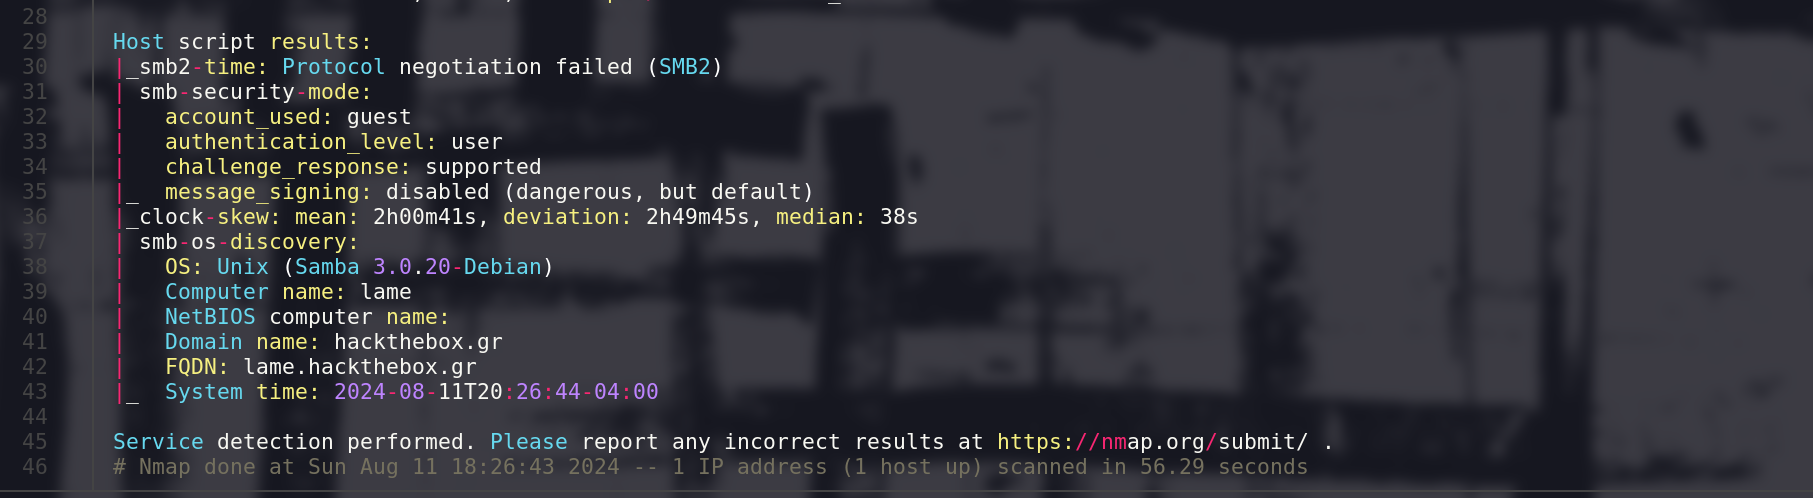 28
29 Host script results:
30 |_smb2-time: Protocol negotiation failed (SMB2)
31 | smb-security-mode:
32 |   account_used: guest
33 |   authentication_level: user
34 |   challenge_response: supported
35 |_  message_signing: disabled (dangerous, but default)
36 |_clock-skew: mean: 2h00m41s, deviation: 2h49m45s, median: 38s
37 | smb-os-discovery:
38 |   OS: Unix (Samba 3.0.20-Debian)
39 |   Computer name: lame
40 |   NetBIOS computer name:
41 |   Domain name: hackthebox.gr
42 |   FQDN: lame.hackthebox.gr
43 |_  System time: 2024-08-11T20:26:44-04:00
44
45 Service detection performed. Please report any incorrect results at https://nmap.org/submit/ .
46 # Nmap done at Sun Aug 11 18:26:43 2024 -- 1 IP address (1 host up) scanned in 56.29 seconds